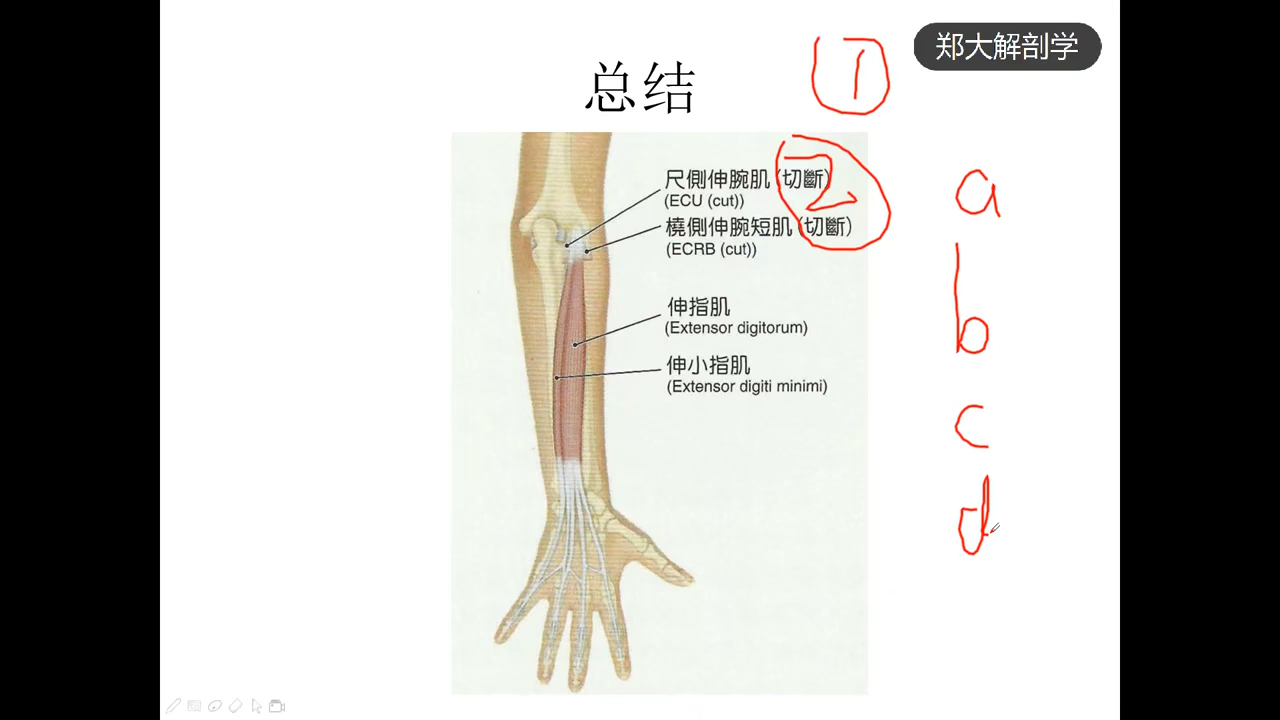 郑大解剖学
总结
1
2
尺側伸腕肌(切斷)
(ECU (cut))
橈側伸腕短肌(切斷)
(ECRB (cut))
伸指肌
(Extensor digitorum)
伸小指肌
(Extensor digiti minimi)
a
b
c
d